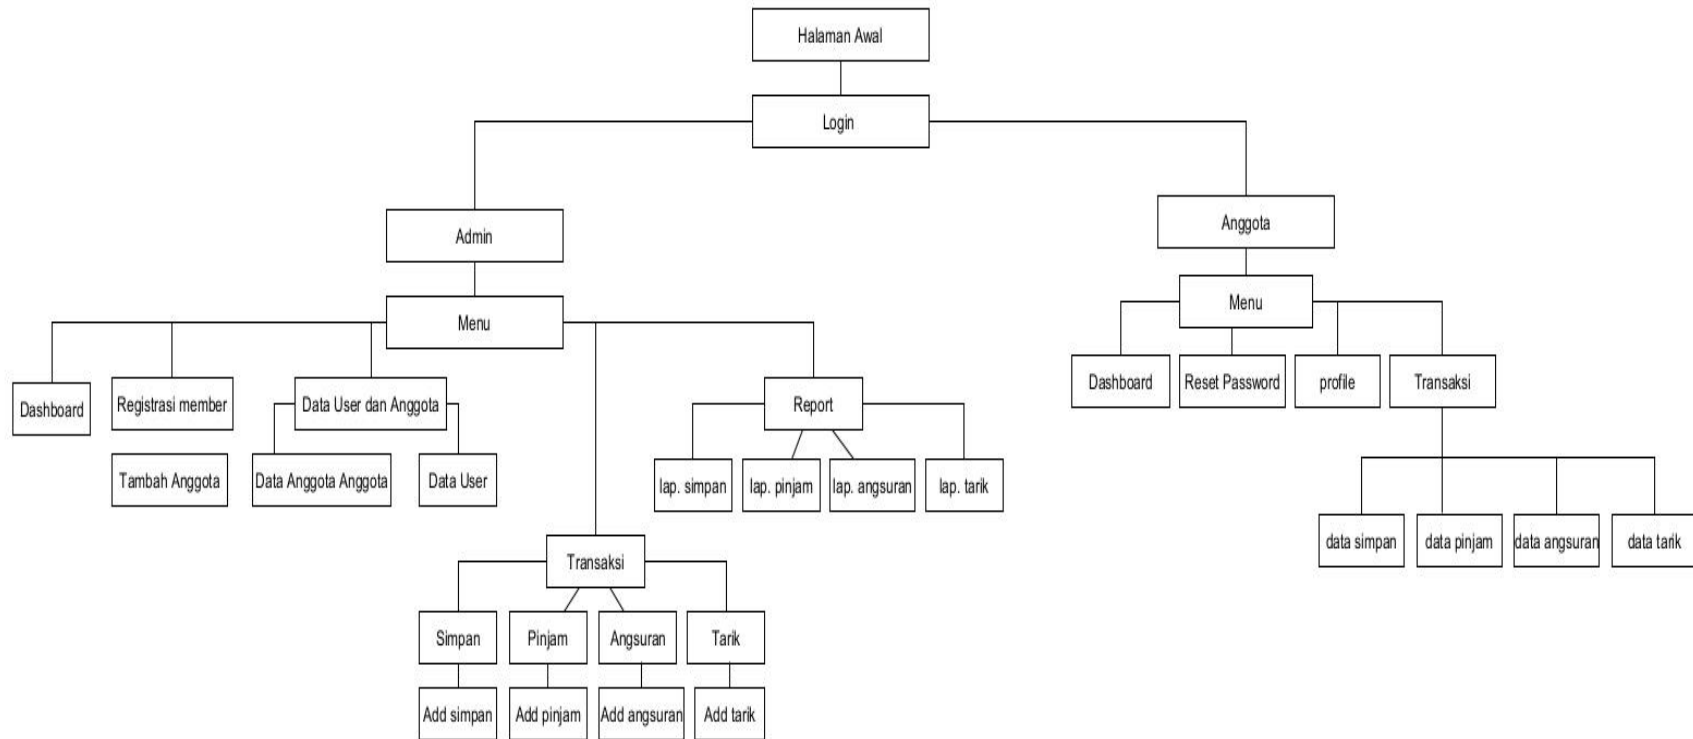 Halaman Awal
Login
Admin
Anggota
Menu
Menu
Dashboard
Registrasi member
Data User dan Anggota
Report
Dashboard
Reset Password
profile
Transaksi
Tambah Anggota
Data Anggota Anggota
Data User
lap. simpan
lap. pinjam
lap. angsuran
lap. tarik
data simpan
data pinjam
data angsuran
data tarik
Transaksi
Simpan
Pinjam
Angsuran
Tarik
Add simpan
Add pinjam
Add angsuran
Add tarik